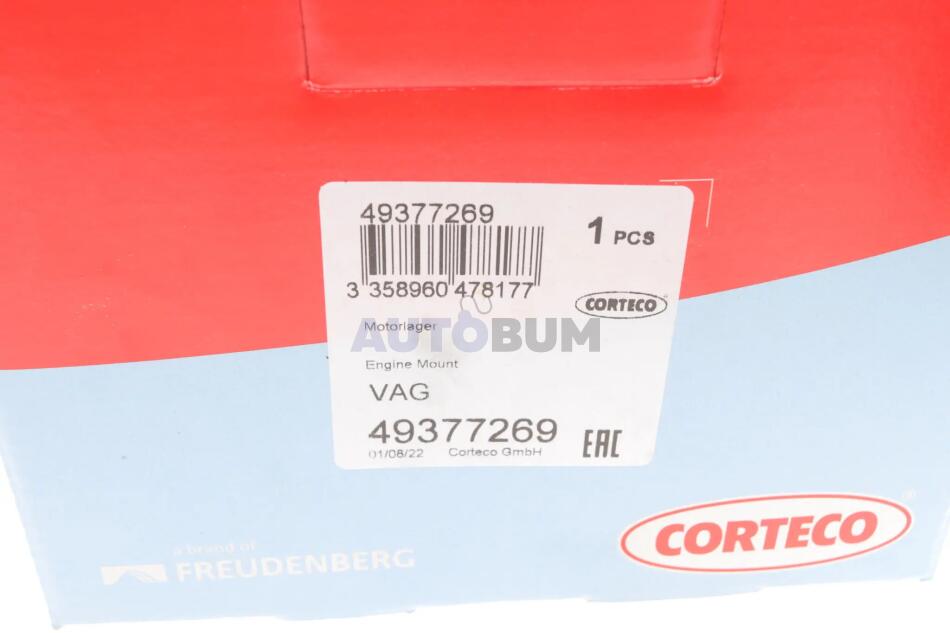 49377269
1 PCS
3 358960 478177
CORTECO
Motorlager
AUTOBUM
Engine Mount
VAG
49377269
EAC
01/08/22 Corteco GmbH
CORTECO®
a brand of
FREUDENBERG